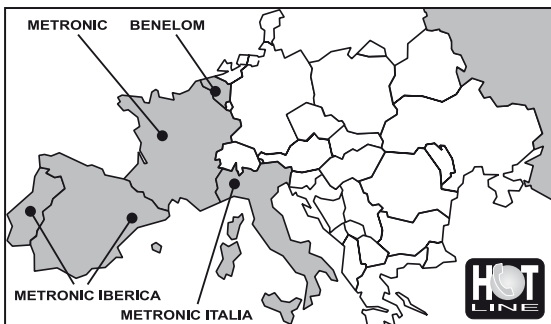 METRONIC
BENELOM
METRONIC IBERICA
METRONIC ITALIA
HOT
LINE